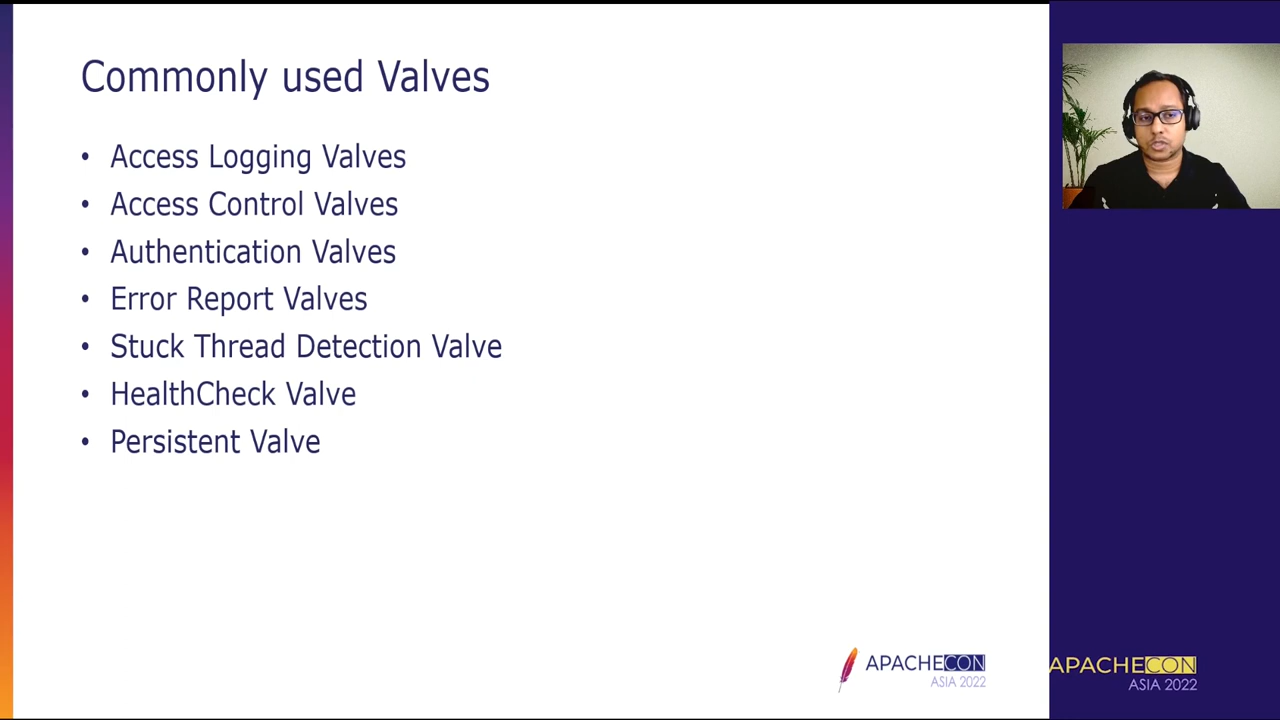 Commonly used Valves
• Access Logging Valves
• Access Control Valves
• Authentication Valves
• Error Report Valves
• Stuck Thread Detection Valve
• HealthCheck Valve
• Persistent Valve
APACHECON
ASIA 2022
APACHECON
ASIA 2022